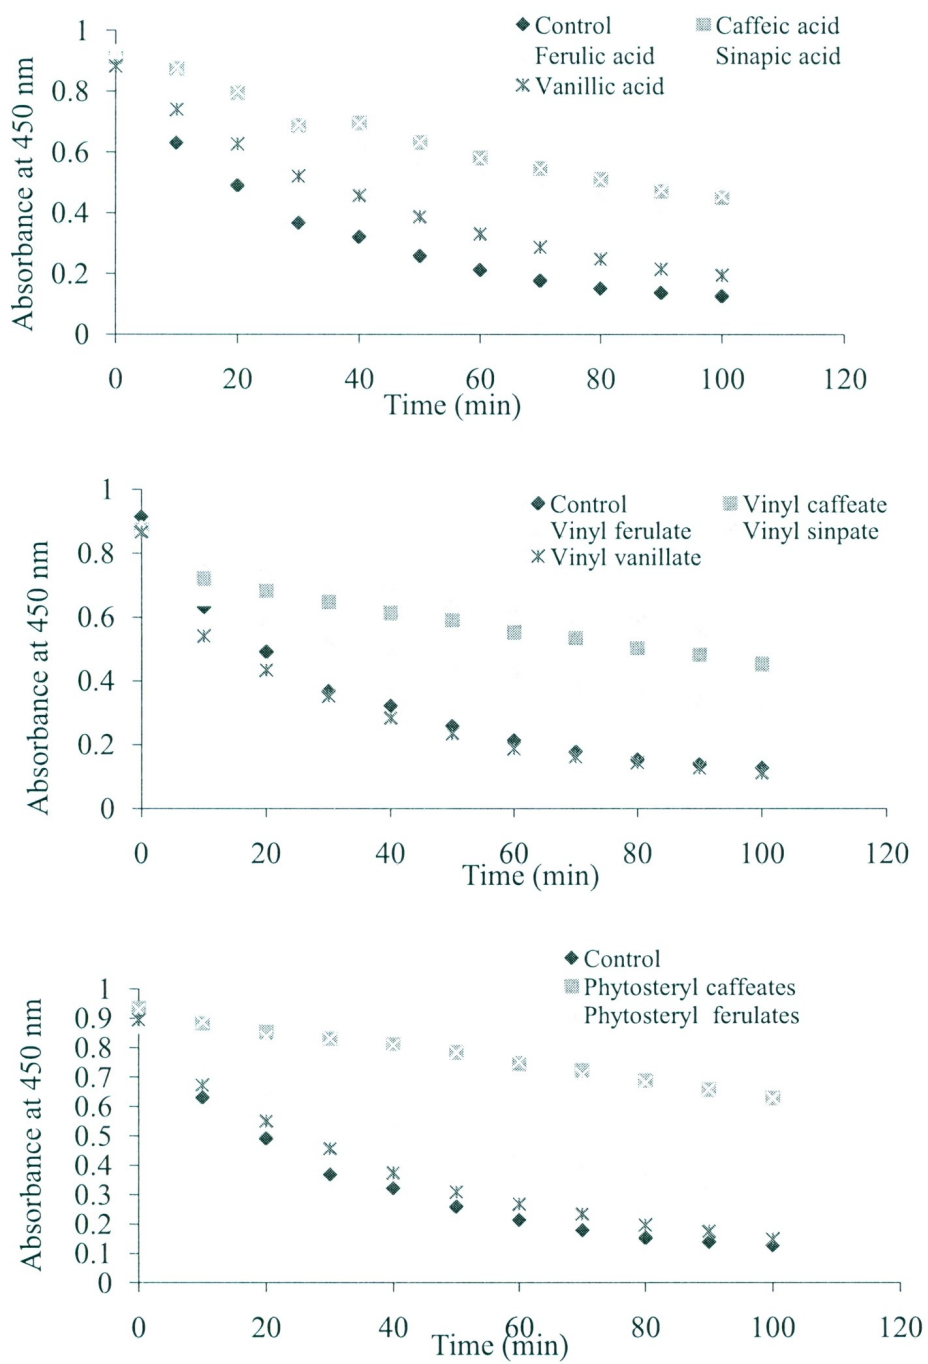 Control Caffeic acid
Ferulic acid Sinapic acid
Vanillic acid
1
0.8
0.6
0.4
0.2
0
Absorbance at 450 nm
0 20 40 60 80 100 120
Time (min)
Control Vinyl caffeate
Vinyl ferulate Vinyl sinpate
Vinyl vanillate
1
0.8
0.6
0.4
0.2
0
Absorbance at 450 nm
0 20 40 60 80 100 120
Time (min)
Control
Phytosteryl caffeates
Phytosteryl ferulates
1
0.9
0.8
0.7
0.6
0.5
0.4
0.3
0.2
0.1
0
Absorbance at 450 nm
0 20 40 60 80 100 120
Time (min)